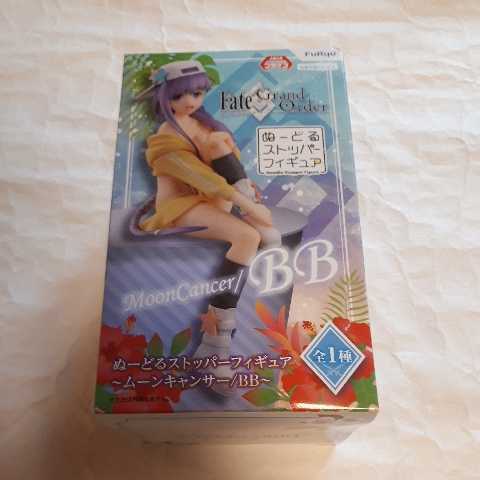 FuRyu
Fate Grand Order
ぬーどる
ストッパー
フィギュア
Noodle Stopper Figure
MoonCancer/BB
全1種
ぬーどるストッパーフィギュア
～ムーンキャンサー/BB～